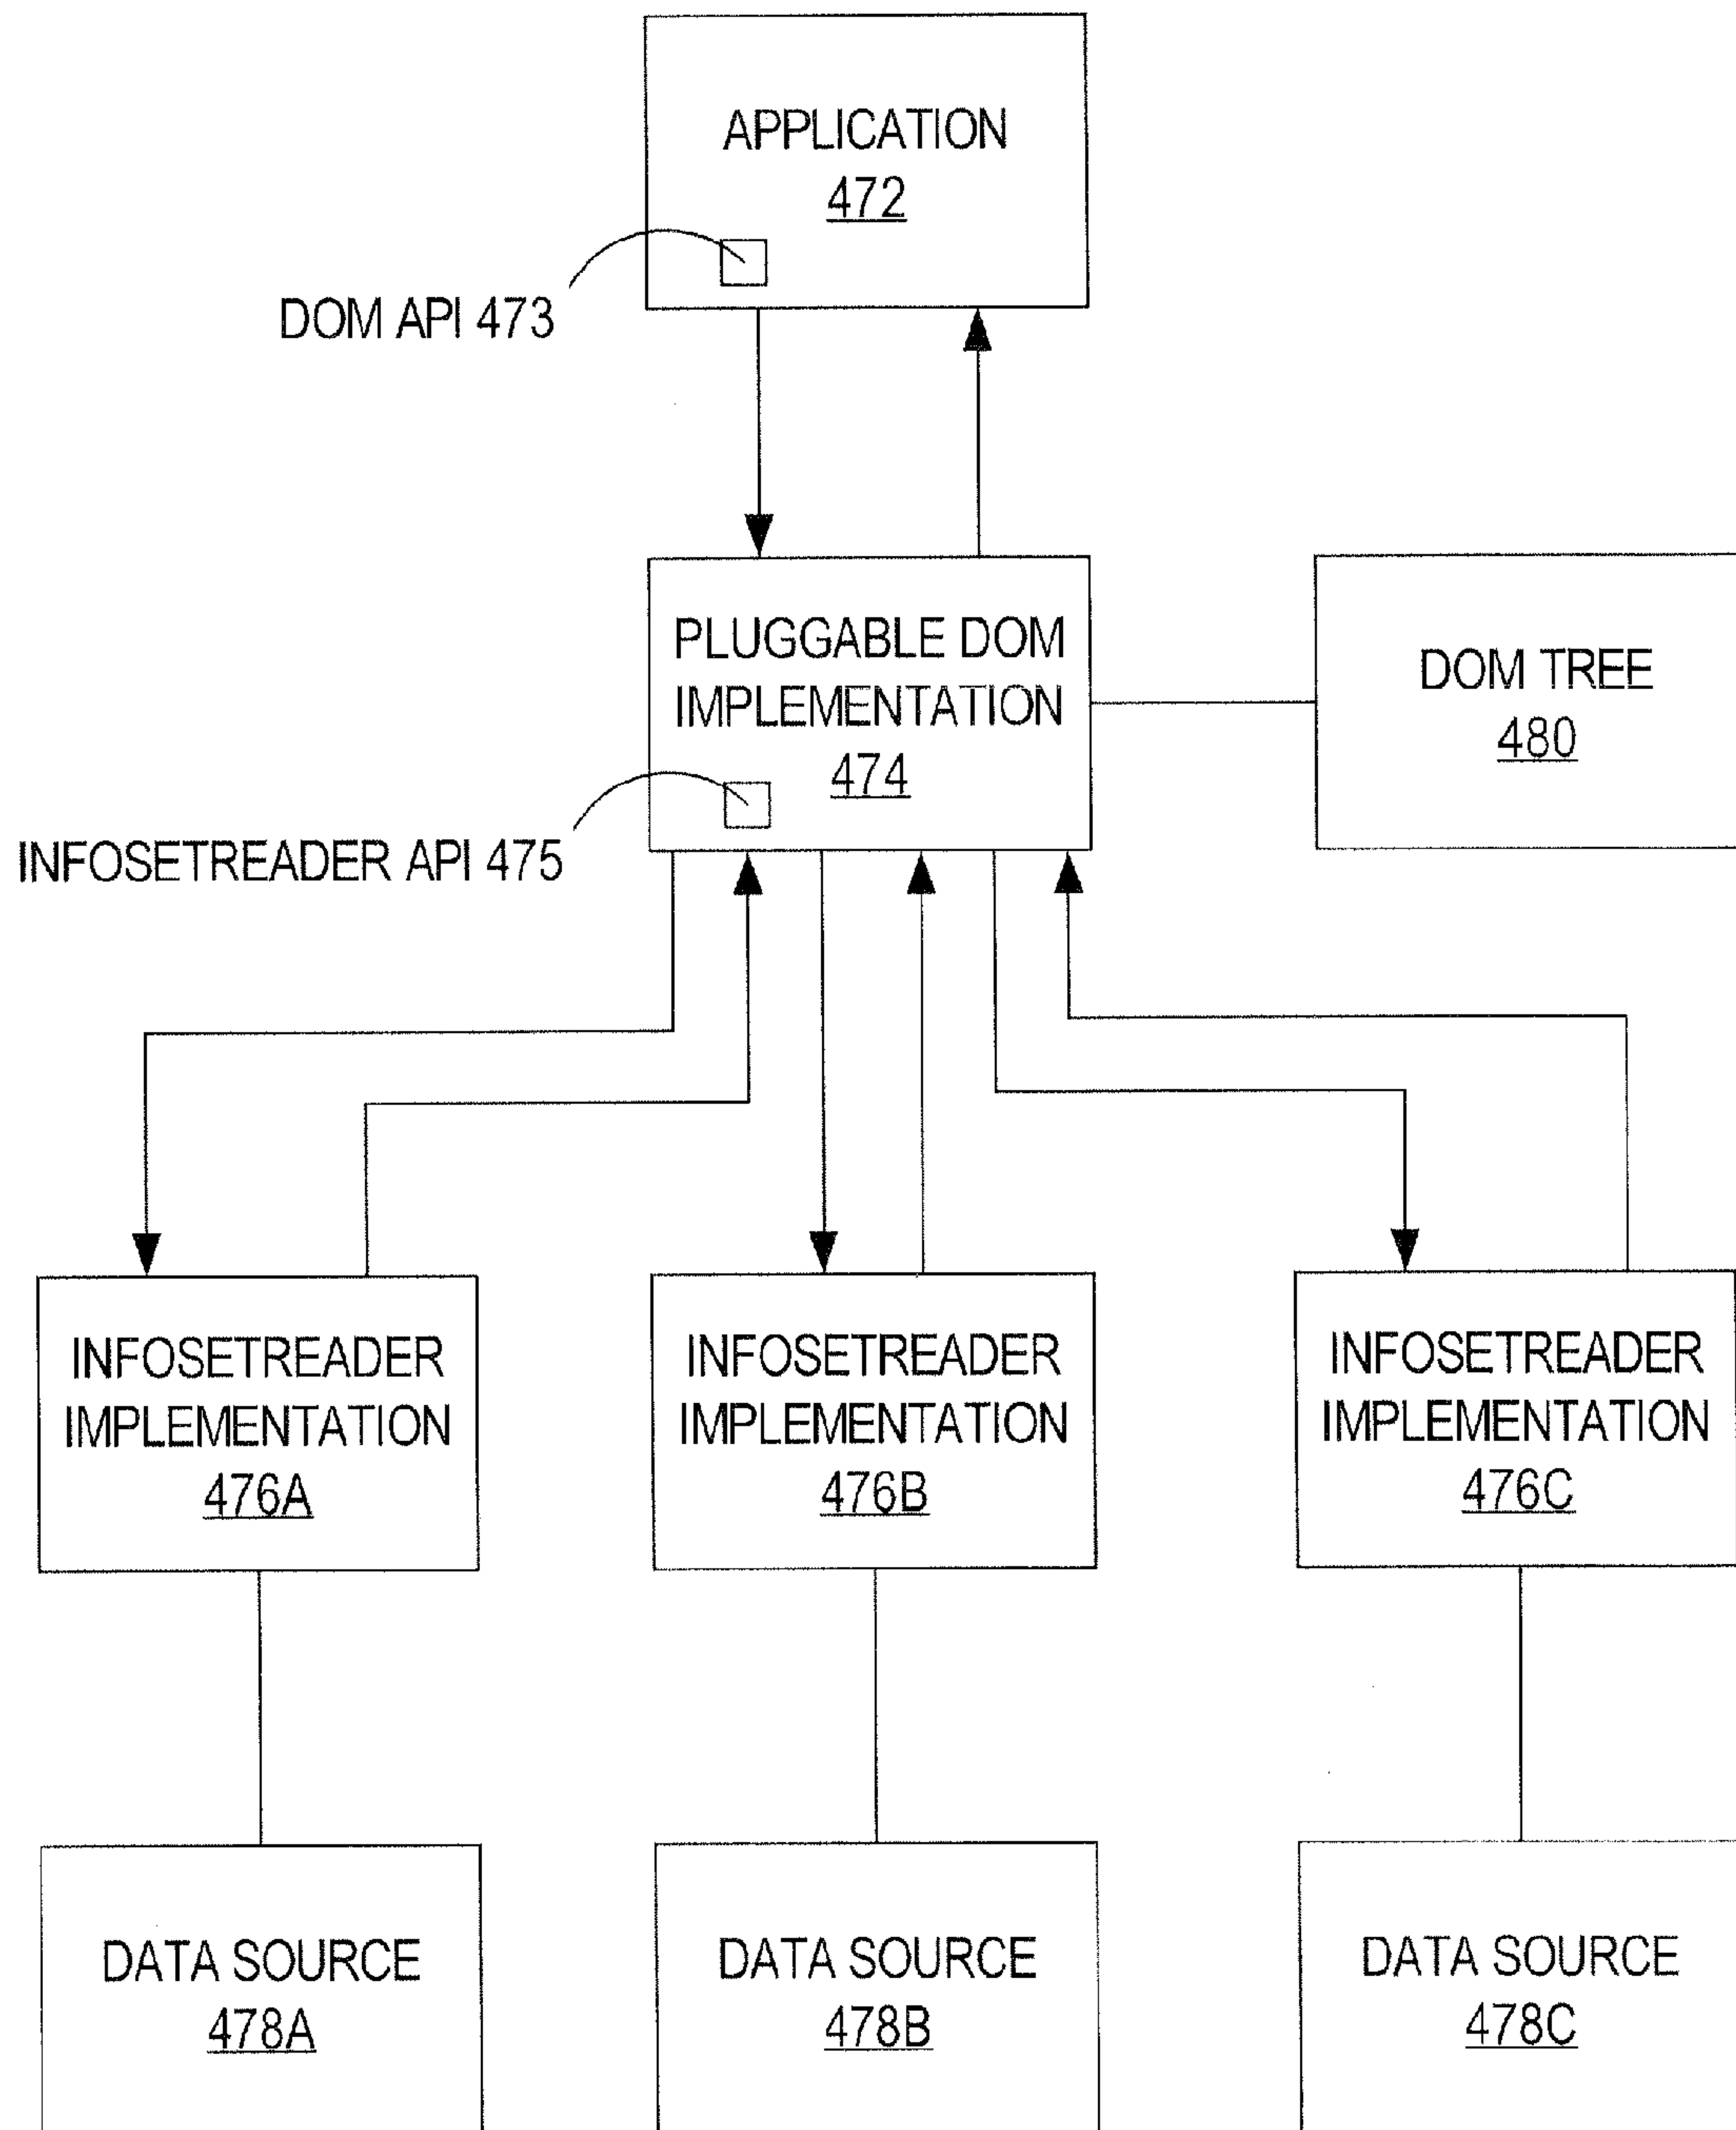 APPLICATION
472
DOM API 473
PLUGGABLE DOM
IMPLEMENTATION
474
DOM TREE
480
INFOSETREADER API 475
INFOSETREADER
IMPLEMENTATION
476A
INFOSETREADER
IMPLEMENTATION
476B
INFOSETREADER
IMPLEMENTATION
476C
DATA SOURCE
478A
DATA SOURCE
478B
DATA SOURCE
478C